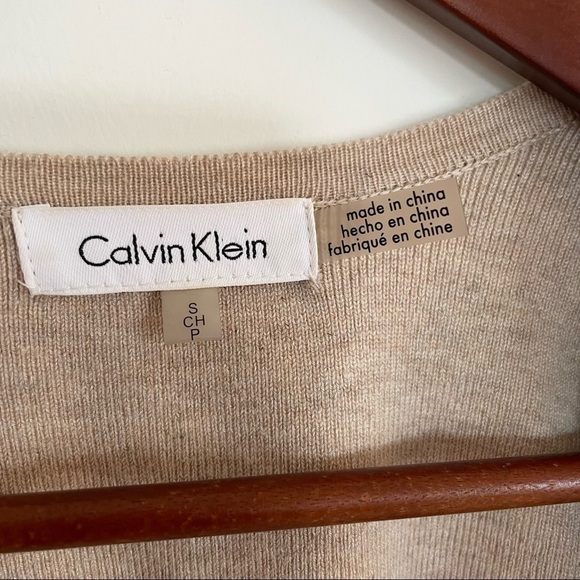 Calvin Klein
made in china
hecho en china
fabriqué en chine
S
CH
P